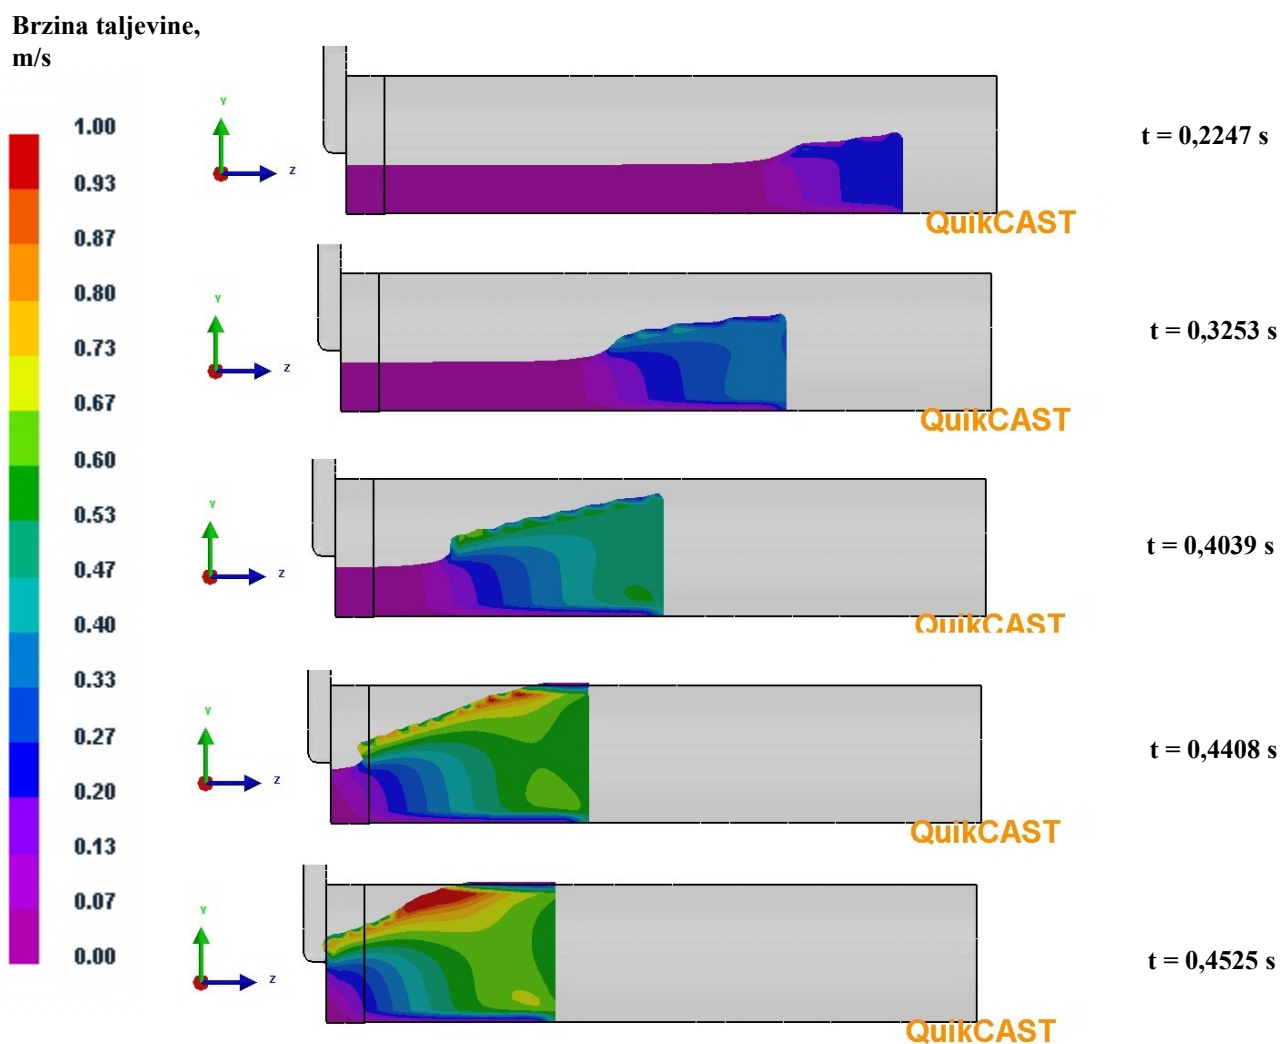 Brzina taljevine,
m/s
1.00
0.93
0.87
0.80
0.73
0.67
0.60
0.53
0.47
0.40
0.33
0.27
0.20
0.13
0.07
0.00
Y
Z
QuikCAST
t = 0,2247 s
Y
Z
QuikCAST
t = 0,3253 s
Y
Z
QuikCAST
t = 0,4039 s
Y
Z
QuikCAST
t = 0,4408 s
Y
Z
QuikCAST
t = 0,4525 s